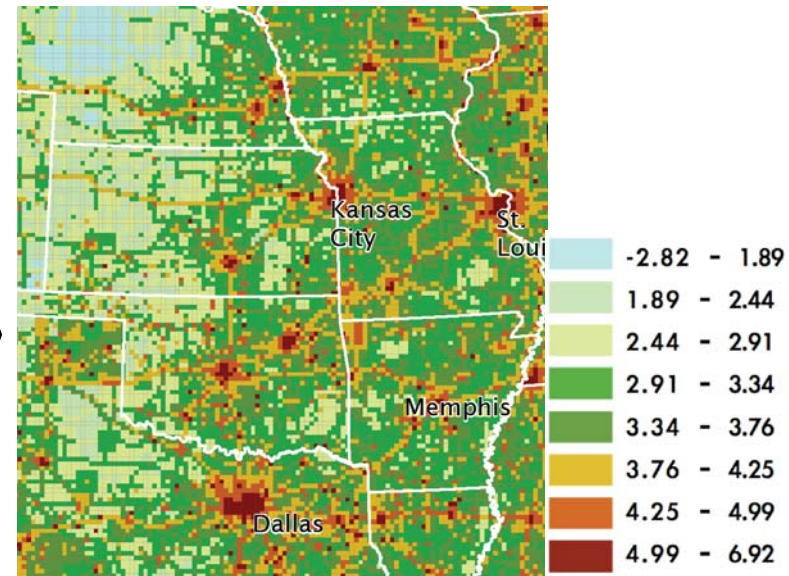 Kansas
City
St.
Loui
Memphis
Dallas
-2.82 - 1.89
1.89 - 2.44
2.44 - 2.91
2.91 - 3.34
3.34 - 3.76
3.76 - 4.25
4.25 - 4.99
4.99 - 6.92